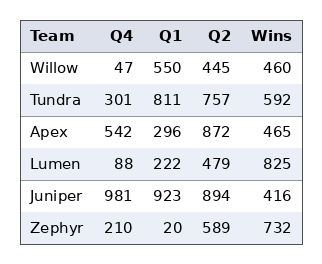 Team Q4 Q1 Q2 Wins
Willow 47 550 445 460
Tundra 301 811 757 592
Apex 542 296 872 465
Lumen 88 222 479 825
Juniper 981 923 894 416
Zephyr 210 20 589 732